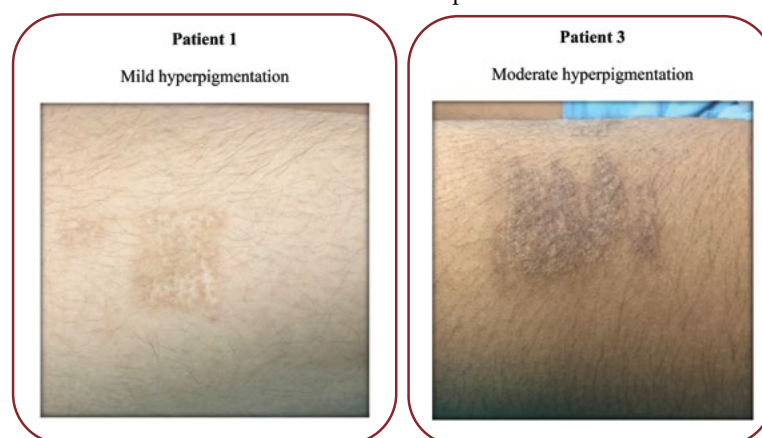 Patient 1
Mild hyperpigmentation
Patient 3
Moderate hyperpigmentation